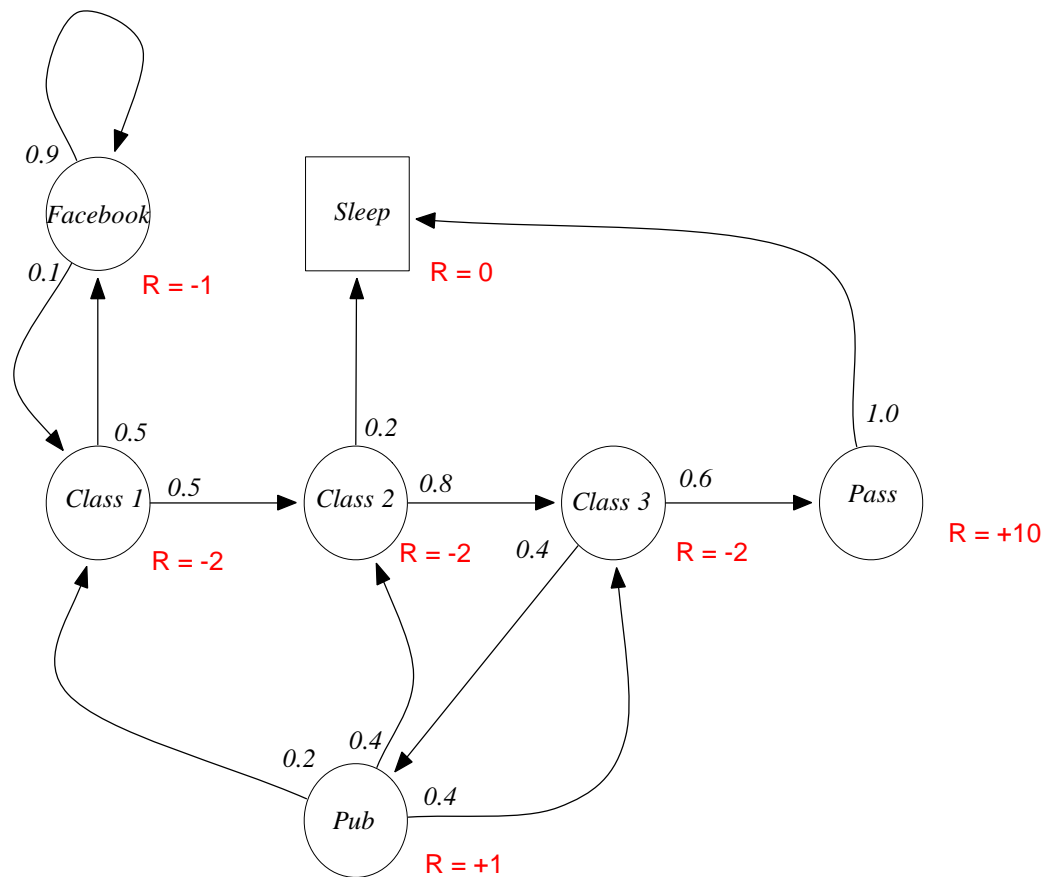 0.9
Facebook
Sleep
0.1
R = -1
R = 0
0.5
0.2
1.0
Class 1
0.5
Class 2
0.8
Class 3
0.6
Pass
R = -2
R = -2
0.4
R = -2
R = +10
0.2
0.4
0.4
Pub
R = +1